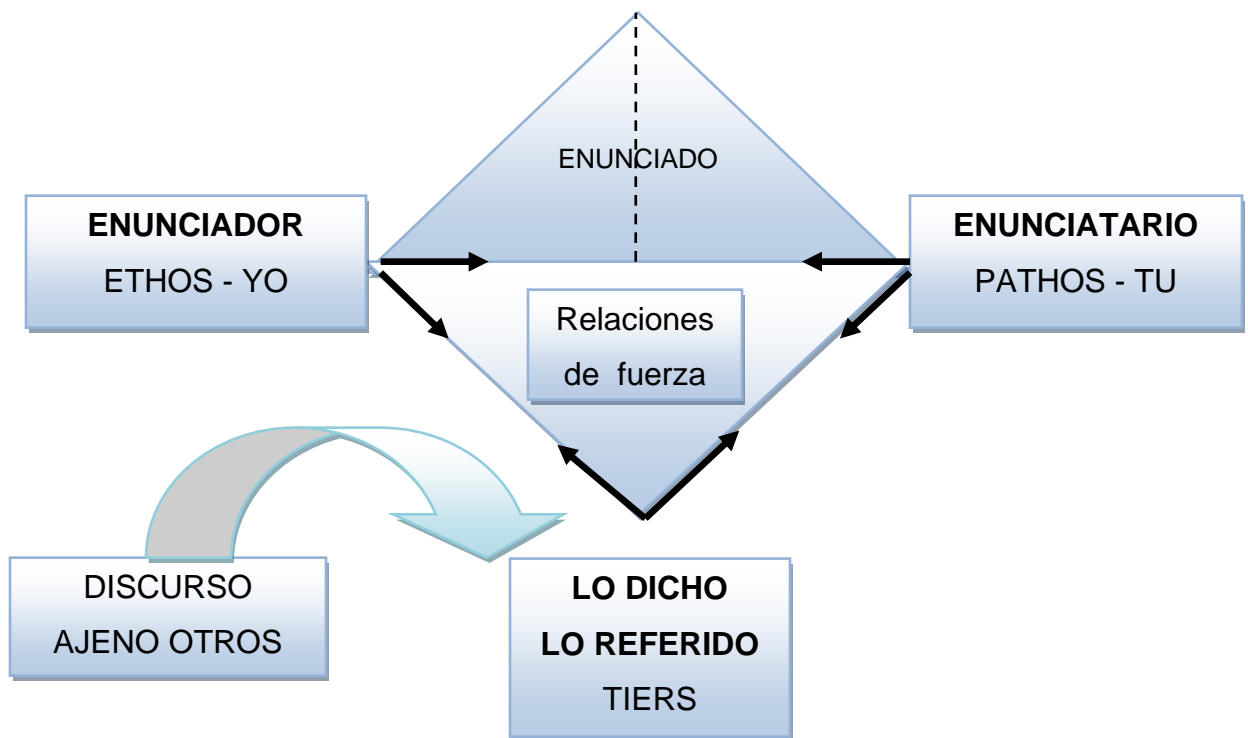 ENUNCIADO
ENUNCIADOR
ETHOS - YO
ENUNCIATARIO
PATHOS - TU
Relaciones
de fuerza
DISCURSO
AJENO OTROS
LO DICHO
LO REFERIDO
TIERS